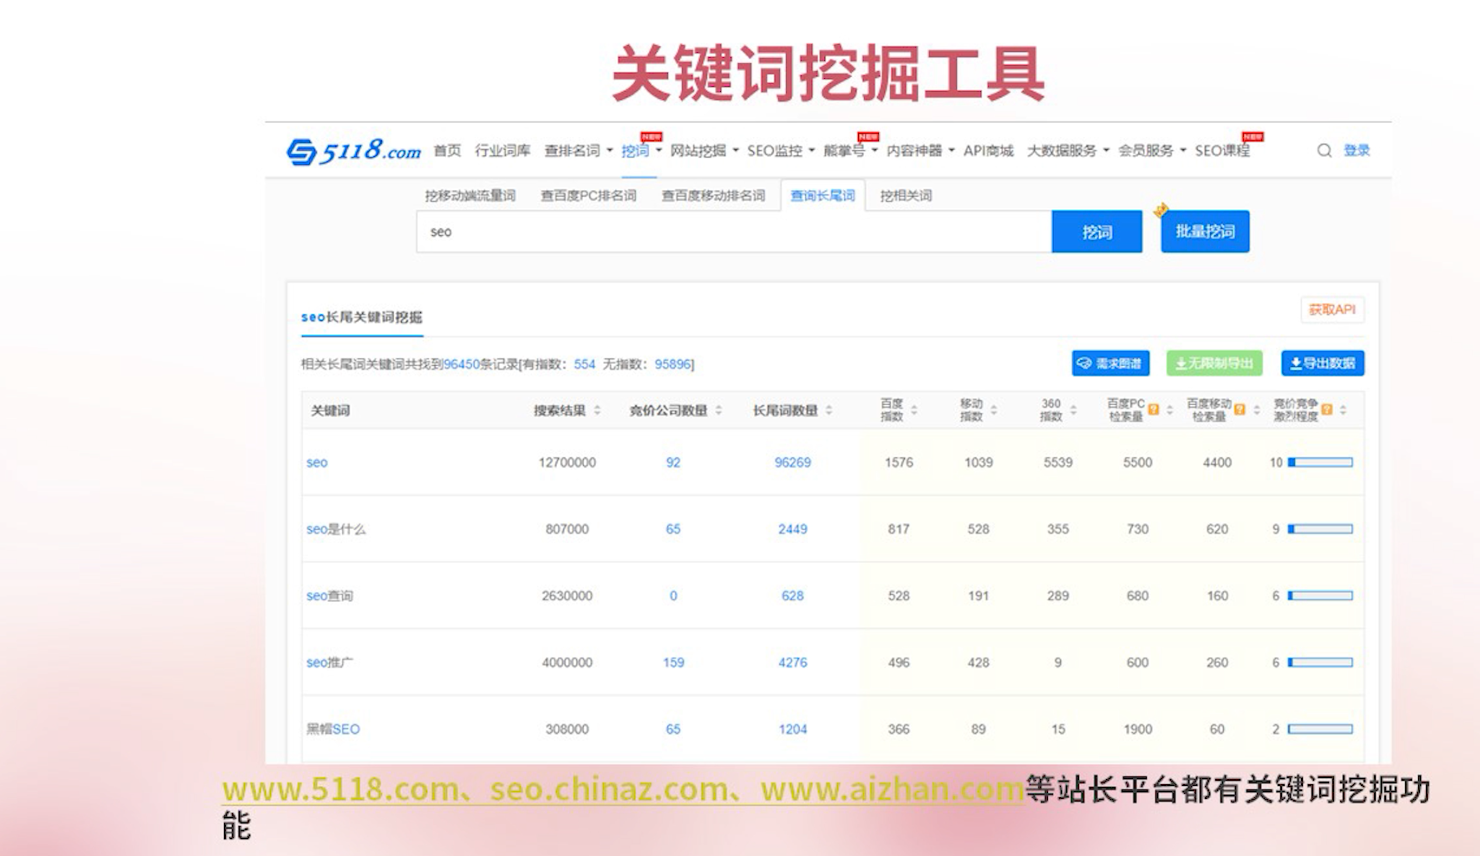 关键词挖掘工具
5118.com 首页 行业词库 查排名词 挖词 NEW 网站挖掘 SEO监控 熊掌号 NEW 内容神器 API商城 大数据服务 会员服务 SEO课程 NEW 登录
挖移动端流量词 查百度PC排名词 查百度移动排名词 查询长尾词 挖相关词
seo 挖词 批量挖词
seo长尾关键词挖掘 获取API
相关长尾词关键词共找到96450条记录[有指数：554 无指数：95896] 需求图谱 无限制导出 导出数据
关键词 搜索结果 竞价公司数量 长尾词数量 百度指数 移动指数 360指数 百度PC检索量 百度移动检索量 竞价竞争激烈程度
seo 12700000 92 96269 1576 1039 5539 5500 4400 10
seo是什么 807000 65 2449 817 528 355 730 620 9
seo查询 2630000 0 628 528 191 289 680 160 6
seo推广 4000000 159 4276 496 428 9 600 260 6
黑帽SEO 308000 65 1204 366 89 15 1900 60 2
www.5118.com、seo.chinaz.com、www.aizhan.com等站长平台都有关键词挖掘功
能